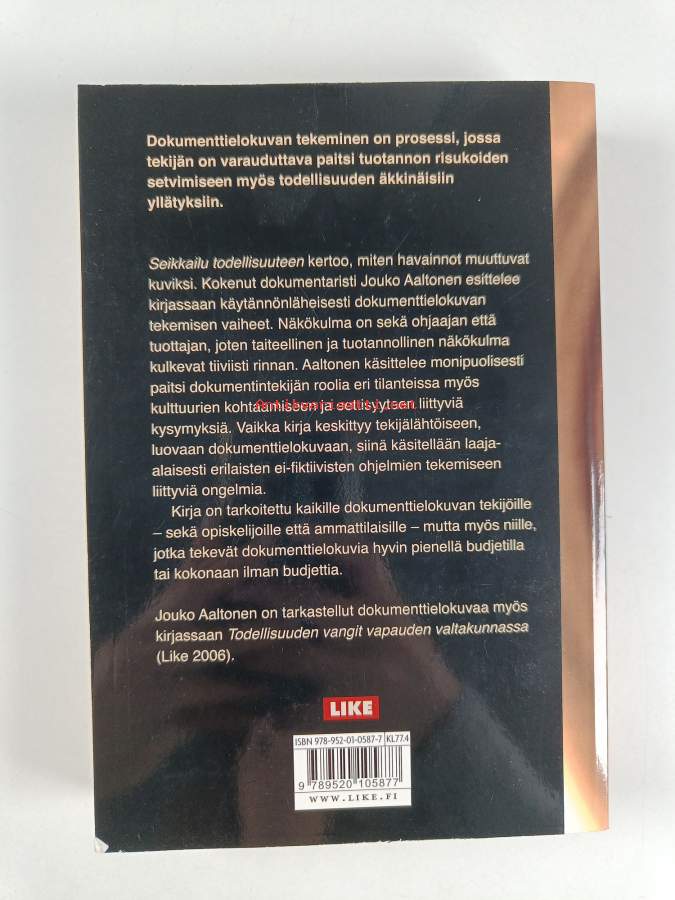 Dokumenttielokuvan tekeminen on prosessi, jossa
tekijän on varauduttava paitsi tuotannon risukoiden
setvimiseen myös todellisuuden äkkinäisiin
yllätyksiin.
Seikkailu todellisuuteen kertoo, miten havainnot muuttuvat
kuviksi. Kokenut dokumentaristi Jouko Aaltonen esittelee
kirjassaan käytännönläheisesti dokumenttielokuvan
tekemisen vaiheet. Näkökulma on sekä ohjaajan että
tuottajan, joten taiteellinen ja tuotannollinen näkökulma
kulkevat tiiviisti rinnan. Aaltonen käsittelee monipuolisesti
paitsi dokumentintekijän roolia eri tilanteissa myös
kulttuurien kohtaamiseen ja eettisyyteen liittyviä
kysymyksiä. Vaikka kirja keskittyy tekijälähtöiseen,
luovaan dokumenttielokuvaan, siinä käsitellään laaja-
alaisesti erilaisten ei-fiktiivisten ohjelmien tekemiseen
liittyviä ongelmia.
Kirja on tarkoitettu kaikille dokumenttielokuvan tekijöille
– sekä opiskelijoille että ammattilaisille – mutta myös niille,
jotka tekevät dokumenttielokuvia hyvin pienellä budjetilla
tai kokonaan ilman budjettia.
Jouko Aaltonen on tarkastellut dokumenttielokuvaa myös
kirjassaan Todellisuuden vangit vapauden valtakunnassa
(Like 2006).
LIKE
ISBN 978-952-01-0587-7 KL77.4
9 789520 105877
WWW.LIKE.FI